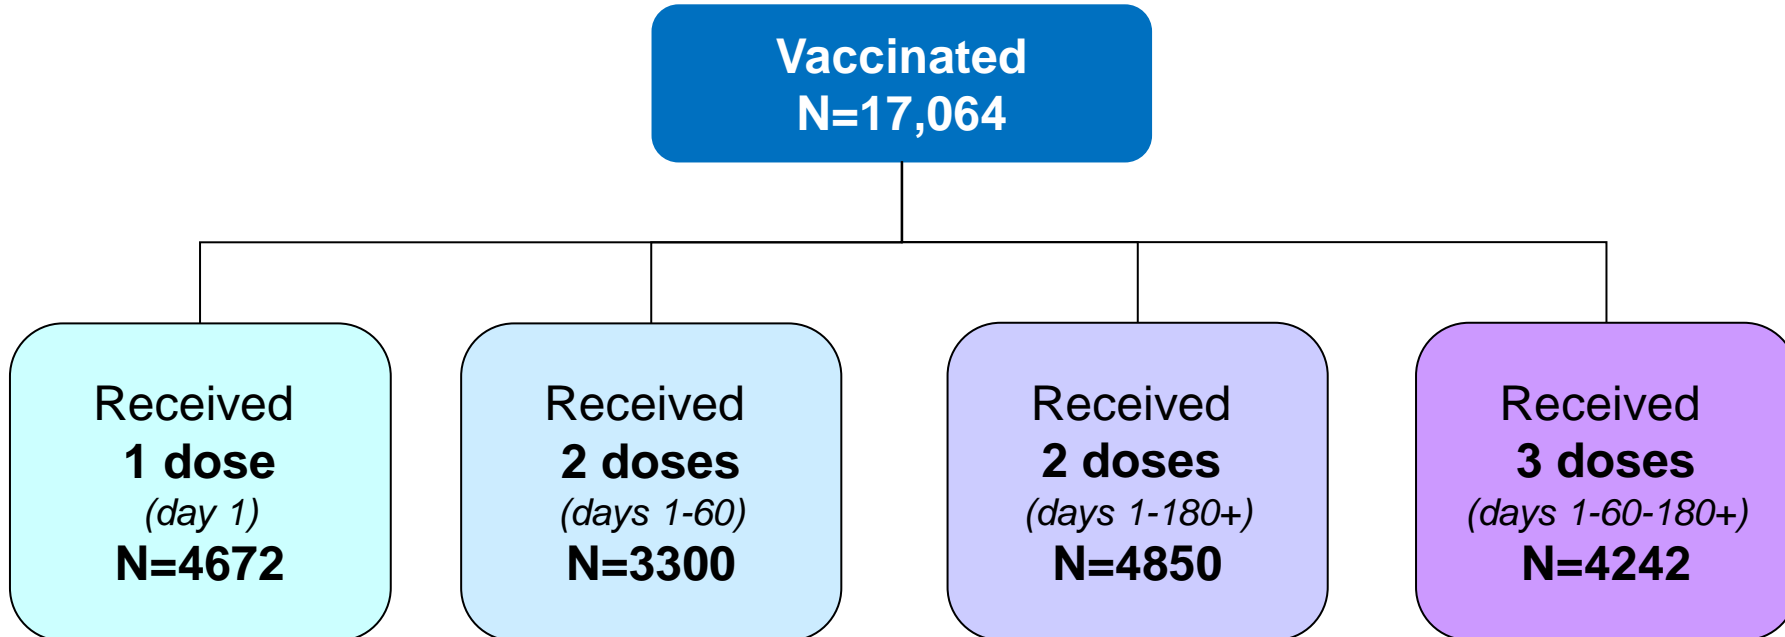 Vaccinated
N=17,064
Received
1 dose
(day 1)
N=4672
Received
2 doses
(days 1-60)
N=3300
Received
2 doses
(days 1-180+)
N=4850
Received
3 doses
(days 1-60-180+)
N=4242